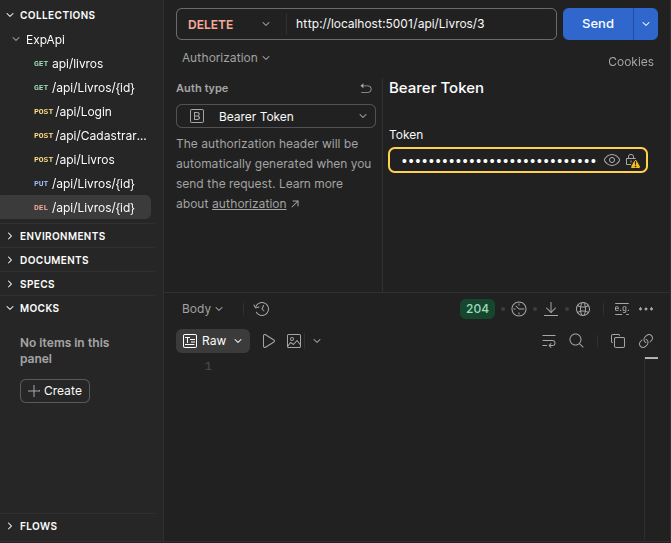 COLLECTIONS
ExpApi
GET api/livros
GET /api/Livros/{id}
POST /api/Login
POST /api/Cadastrar...
POST /api/Livros
PUT /api/Livros/{id}
DEL /api/Livros/{id}
ENVIRONMENTS
DOCUMENTS
SPECS
MOCKS
No items in this
panel
Create
FLOWS
DELETE http://localhost:5001/api/Livros/3 Send
Authorization
Cookies
Auth type
B Bearer Token
The authorization header will be
automatically generated when you
send the request. Learn more
about authorization ↗
Bearer Token
Token
••••••••••••••••••••••••••••
Body 204 e.g. •••
Raw
1